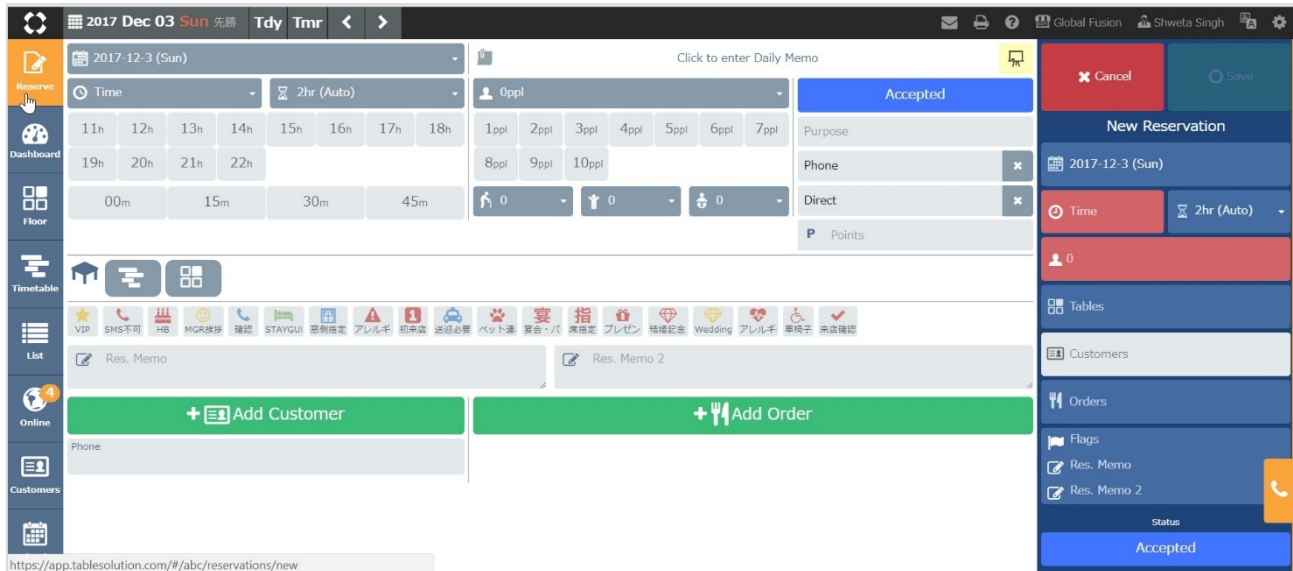 2017 Dec 03 Sun 先勝 Tdy Tmr
Global Fusion Shweta Singh
Reserve
Dashboard
Floor
Timetable
List
4
Online
Customers
2017-12-3 (Sun)
Time 2hr (Auto)
11h 12h 13h 14h 15h 16h 17h 18h
19h 20h 21h 22h
00m 15m 30m 45m
Click to enter Daily Memo
0ppl
1ppl 2ppl 3ppl 4ppl 5ppl 6ppl 7ppl
8ppl 9ppl 10ppl
0 0 0
Accepted
Purpose
Phone
Direct
P Points
VIP SMS不可 HB MGR挨拶 確認 STAYGUI 窓側指定 アレルギ 1 初来店 送迎必要 ペット連 宴 宴会・パ 指 席指定 プレゼン 結婚記念 Wedding アレルギ 車椅子 来店確認
Res. Memo
Res. Memo 2
+ Add Customer
+ Add Order
Phone
Cancel
Save
New Reservation
2017-12-3 (Sun)
Time 2hr (Auto)
0
Tables
Customers
Orders
Flags
Res. Memo
Res. Memo 2
Status
Accepted
https://app.tablesolution.com/#/abc/reservations/new